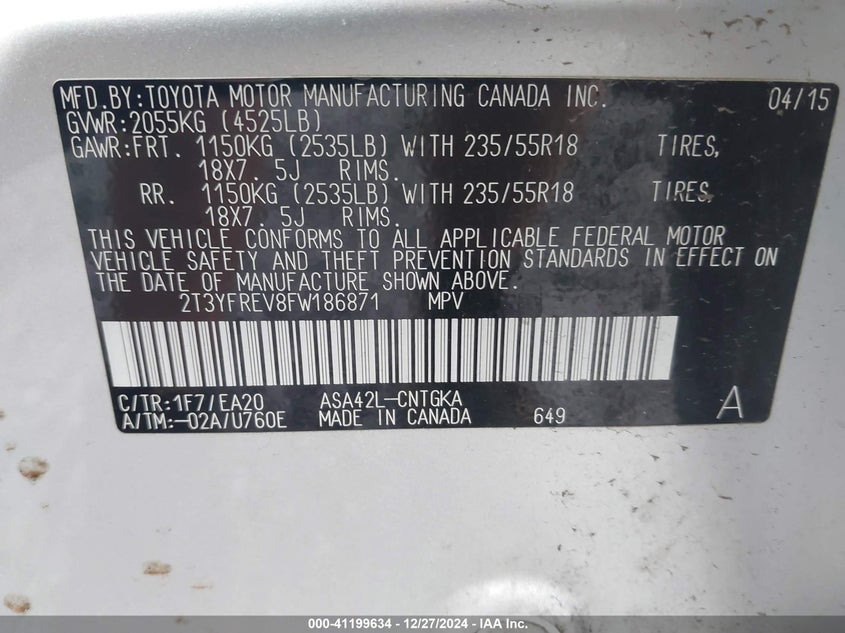 MFD.BY:TOYOTA MOTOR MANUFACTURING CANADA INC. 04/15
GVWR:2055KG (4525LB)
GAWR:FRT. 1150KG (2535LB) WITH 235/55R18 TIRES,
18X7. 5J RIMS.
RR. 1150KG (2535LB) WITH 235/55R18 TIRES,
18X7. 5J RIMS.
THIS VEHICLE CONFORMS TO ALL APPLICABLE FEDERAL MOTOR
VEHICLE SAFETY AND THEFT PREVENTION STANDARDS IN EFFECT ON
THE DATE OF MANUFACTURE SHOWN ABOVE.
2T3YFREV8FW186871 MPV
C/TR:1F7/EA20 ASA42L-CNTGKA
A/TM:-02A/U760E MADE IN CANADA 649 A
000-41199634 - 12/27/2024 - IAA Inc.